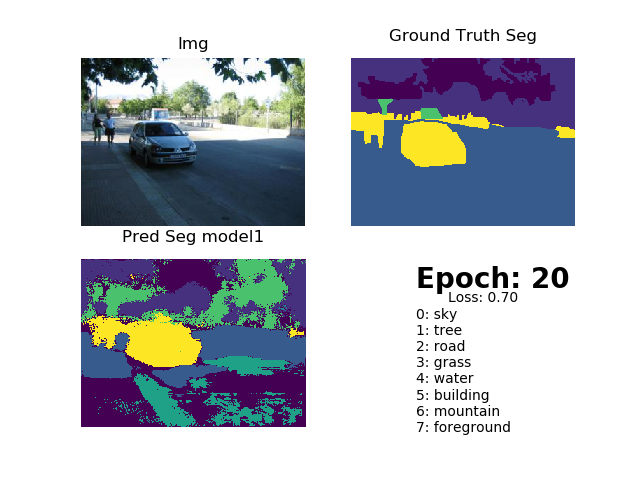 Img
Ground Truth Seg
Pred Seg model1
Epoch: 20
Loss: 0.70
0: sky
1: tree
2: road
3: grass
4: water
5: building
6: mountain
7: foreground